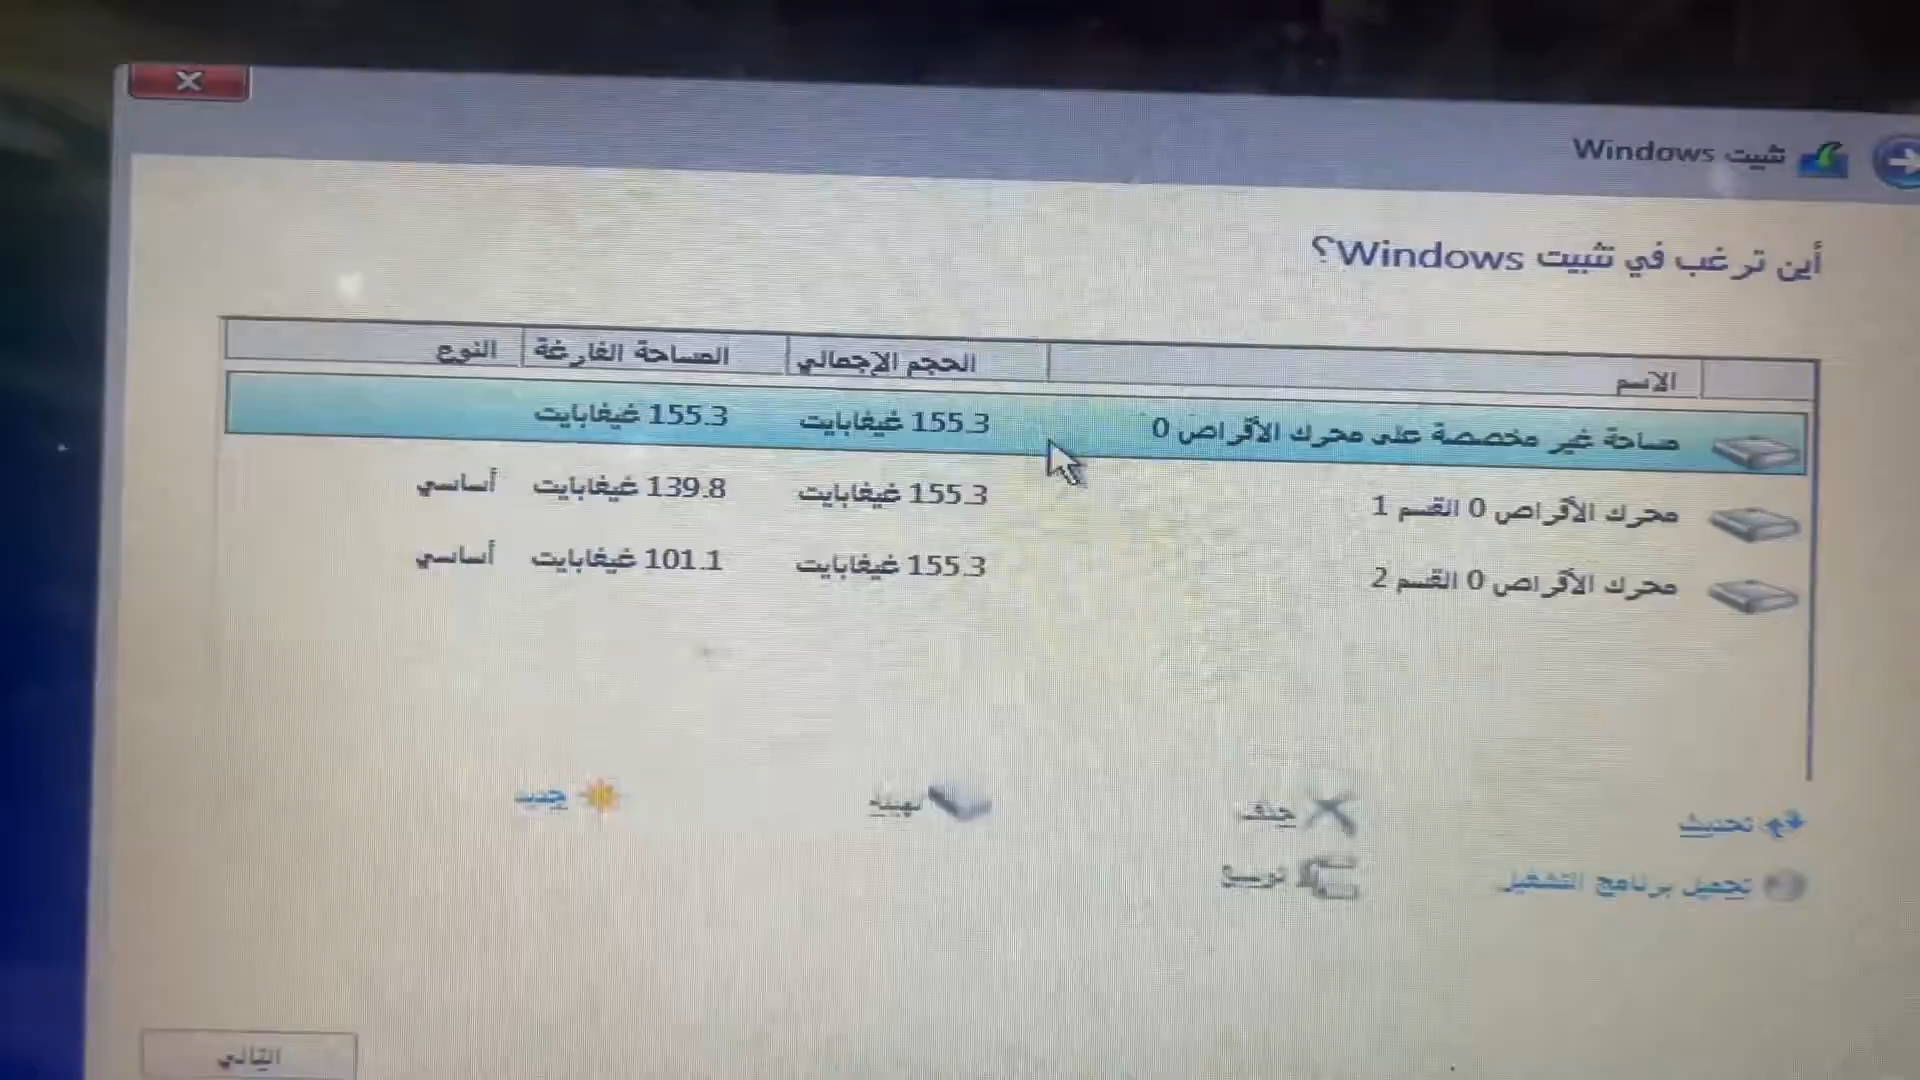 تثبيت Windows
أين ترغب في تثبيت Windows؟
الاسم الحجم الإجمالي المساحة الفارغة النوع
مساحة غير مخصصة على محرك الأقراص 0 155.3 غيغابايت 155.3 غيغابايت
محرك الأقراص 0 القسم 1 155.3 غيغابايت 139.8 غيغابايت أساسي
محرك الأقراص 0 القسم 2 155.3 غيغابايت 101.1 غيغابايت أساسي
تحديث حذف تهيئة جديد
تحميل برنامج التشغيل توسيع
التالي